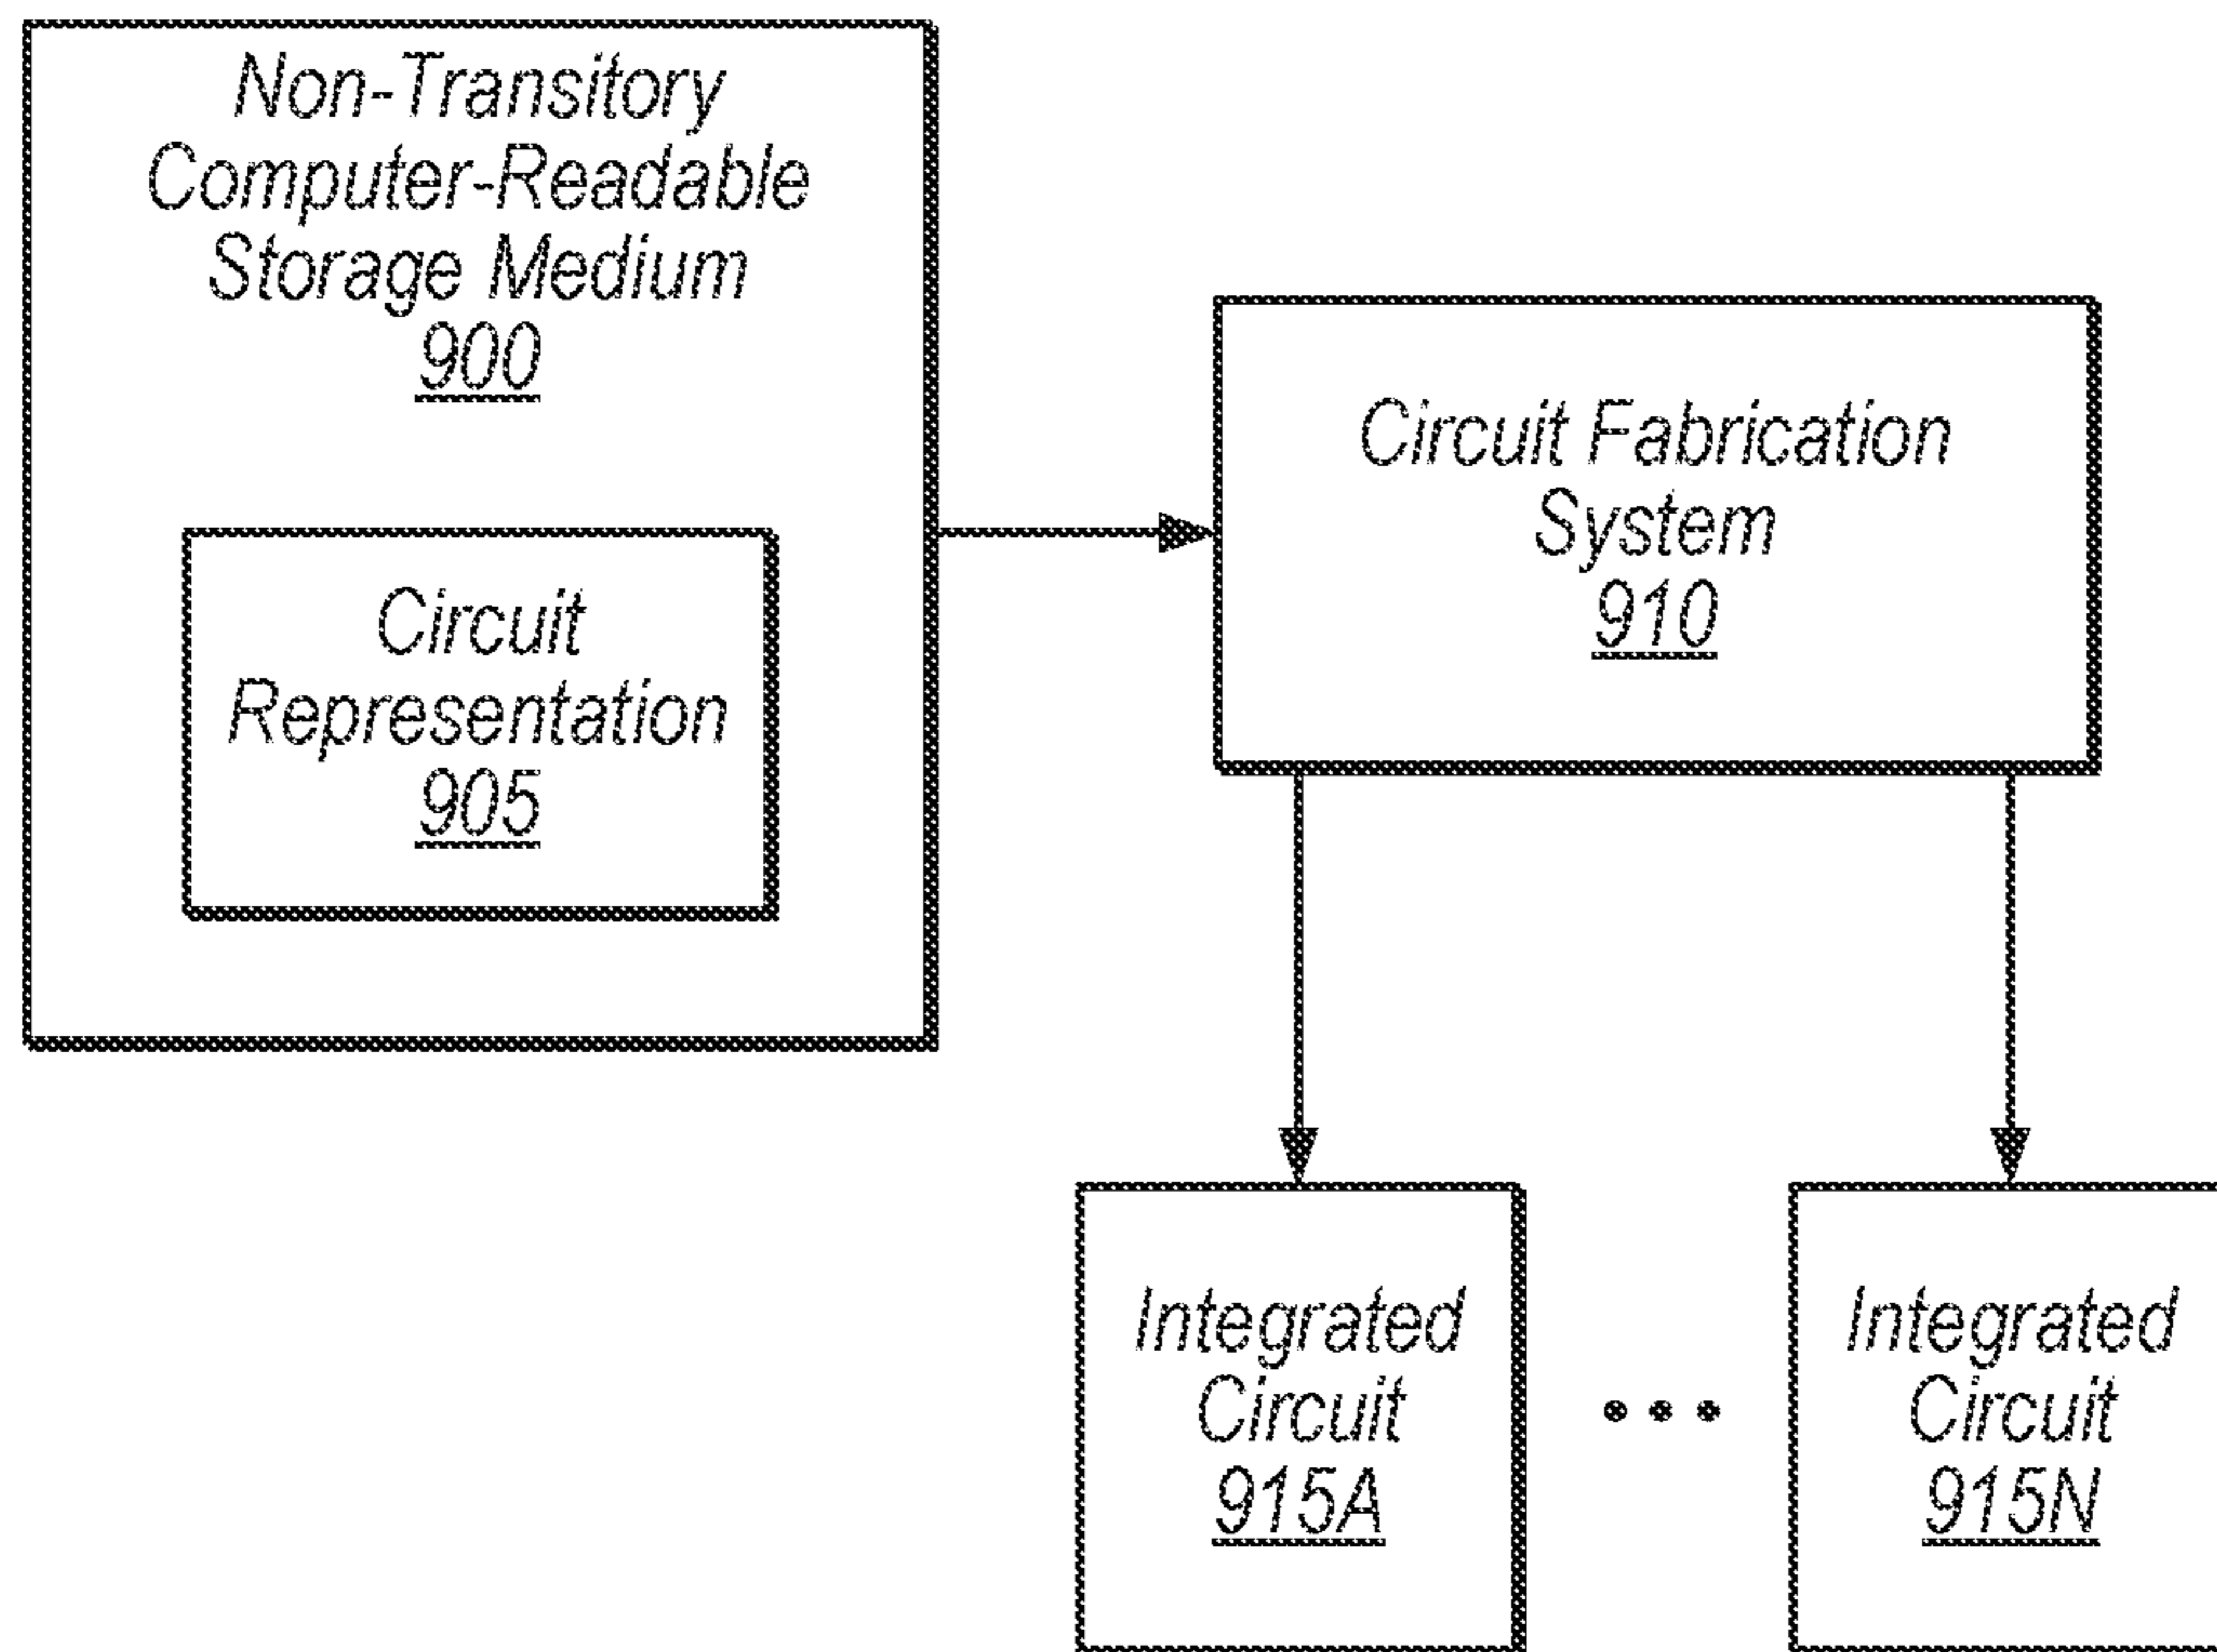 Non-Transitory
Computer-Readable
Storage Medium
900
Circuit
Representation
905
Circuit Fabrication
System
910
Integrated
Circuit
915A
• • •
Integrated
Circuit
915N